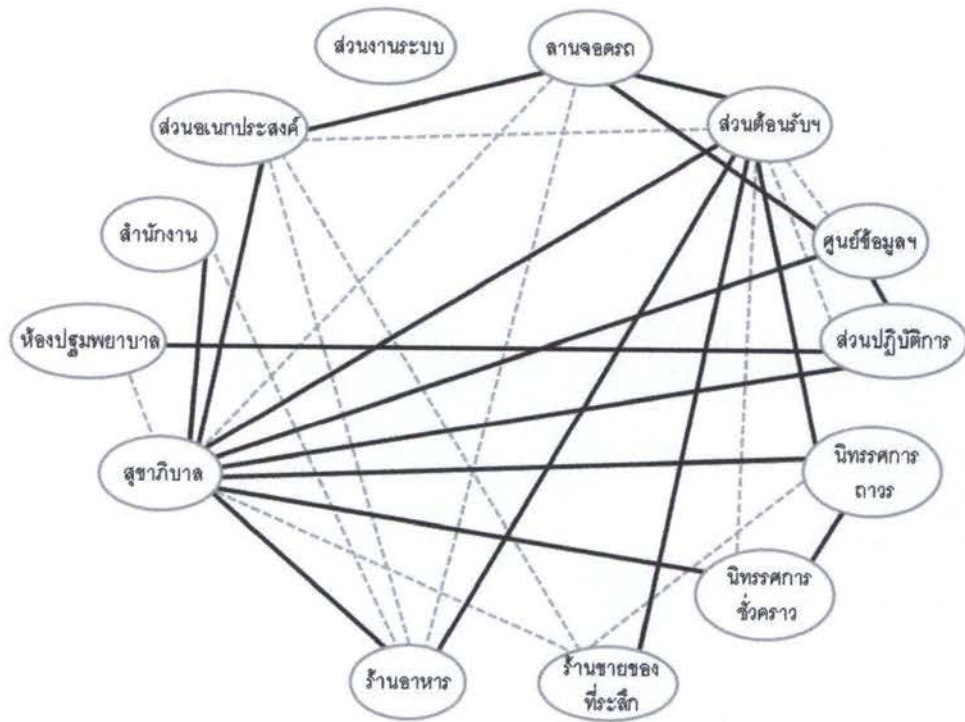 ส่วนงานระบบ
ลานจอดรถ
ส่วนอเนกประสงค์
ส่วนต้อนรับฯ
สำนักงาน
ศูนย์ข้อมูลฯ
ห้องปฐมพยาบาล
ส่วนปฏิบัติการ
สุขาภิบาล
นิทรรศการ
ถาวร
นิทรรศการ
ชั่วคราว
ร้านอาหาร
ร้านขายของ
ที่ระลึก